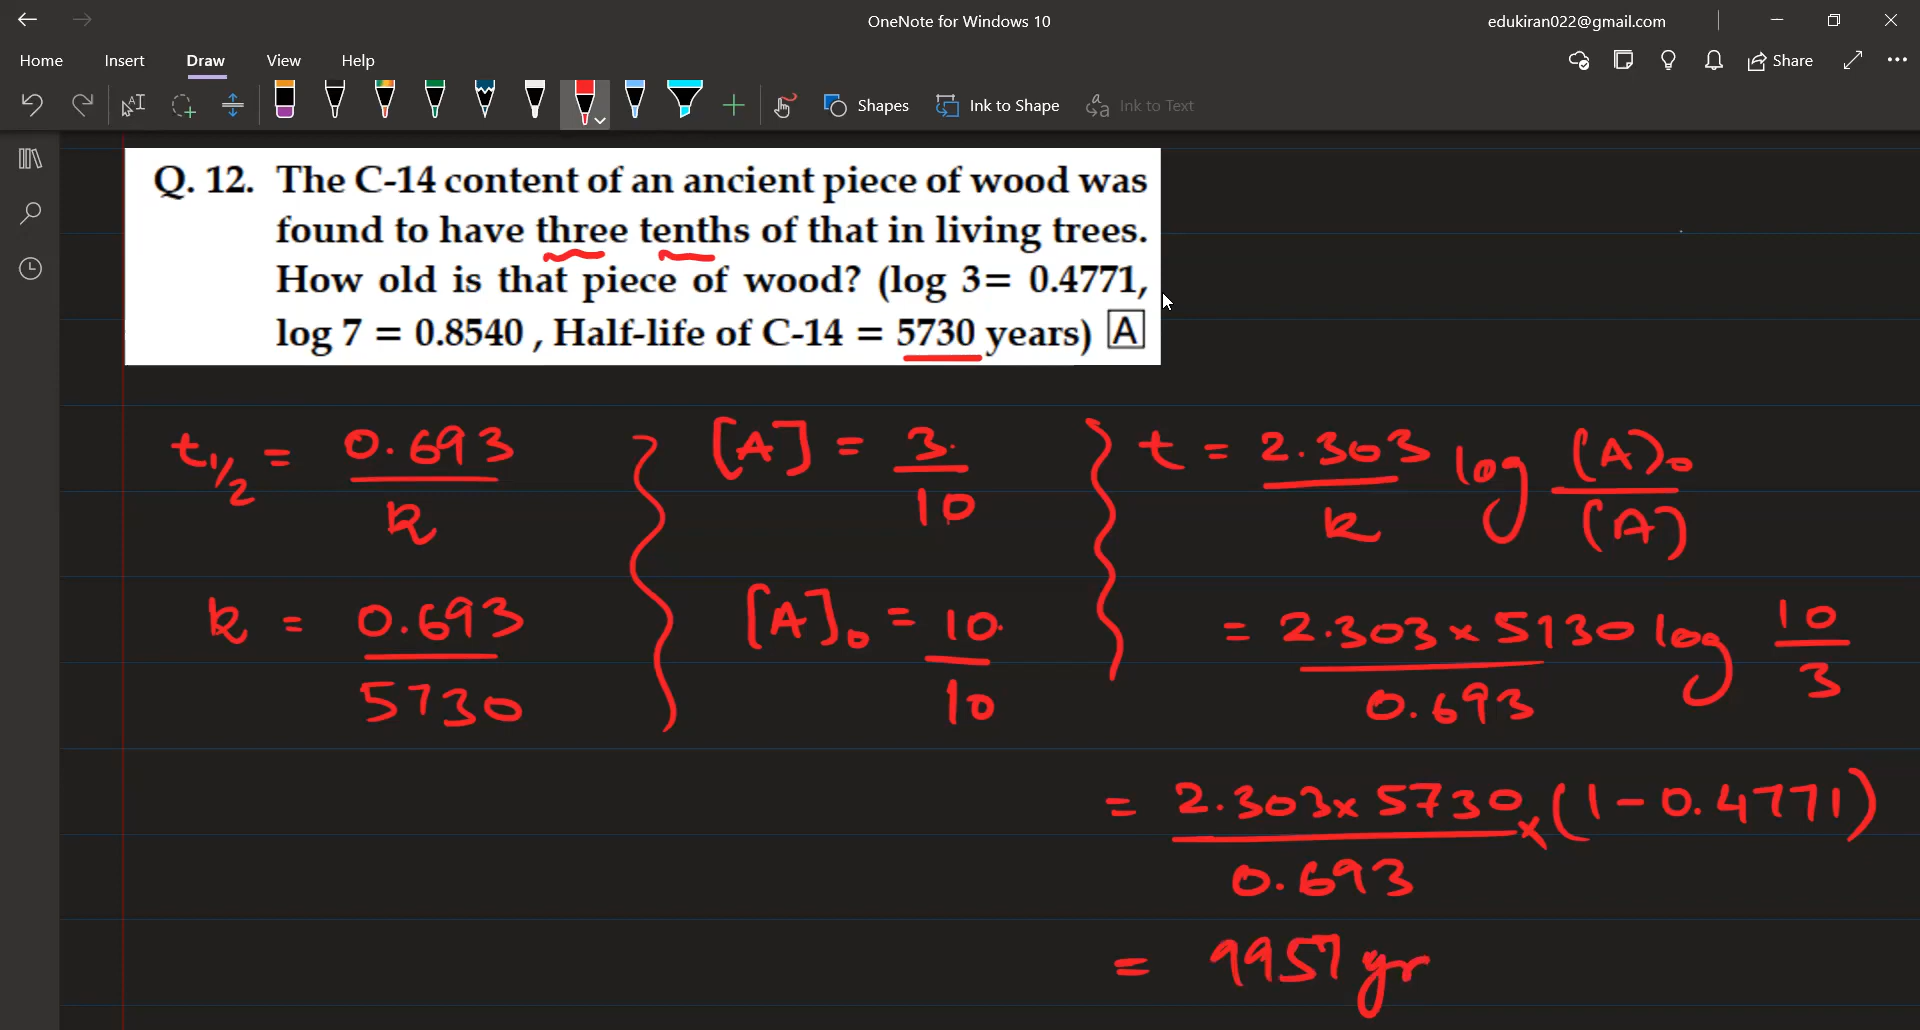 OneNote for Windows 10
edukiran022@gmail.com
Home Insert Draw View Help
Share
Shapes Ink to Shape Ink to Text
Q. 12. The C-14 content of an ancient piece of wood was
found to have three tenths of that in living trees.
How old is that piece of wood? (log 3= 0.4771,
log 7 = 0.8540 , Half-life of C-14 = 5730 years) A
t1/2 = 0.693/k
k = 0.693/5730
[A] = 3/10
[A]₀ = 10/10
t = 2.303/k log (A)₀/(A)
= 2.303 x 5730/0.693 log 10/3
= 2.303 x 5730/0.693 x (1 - 0.4771)
= 9957 yr